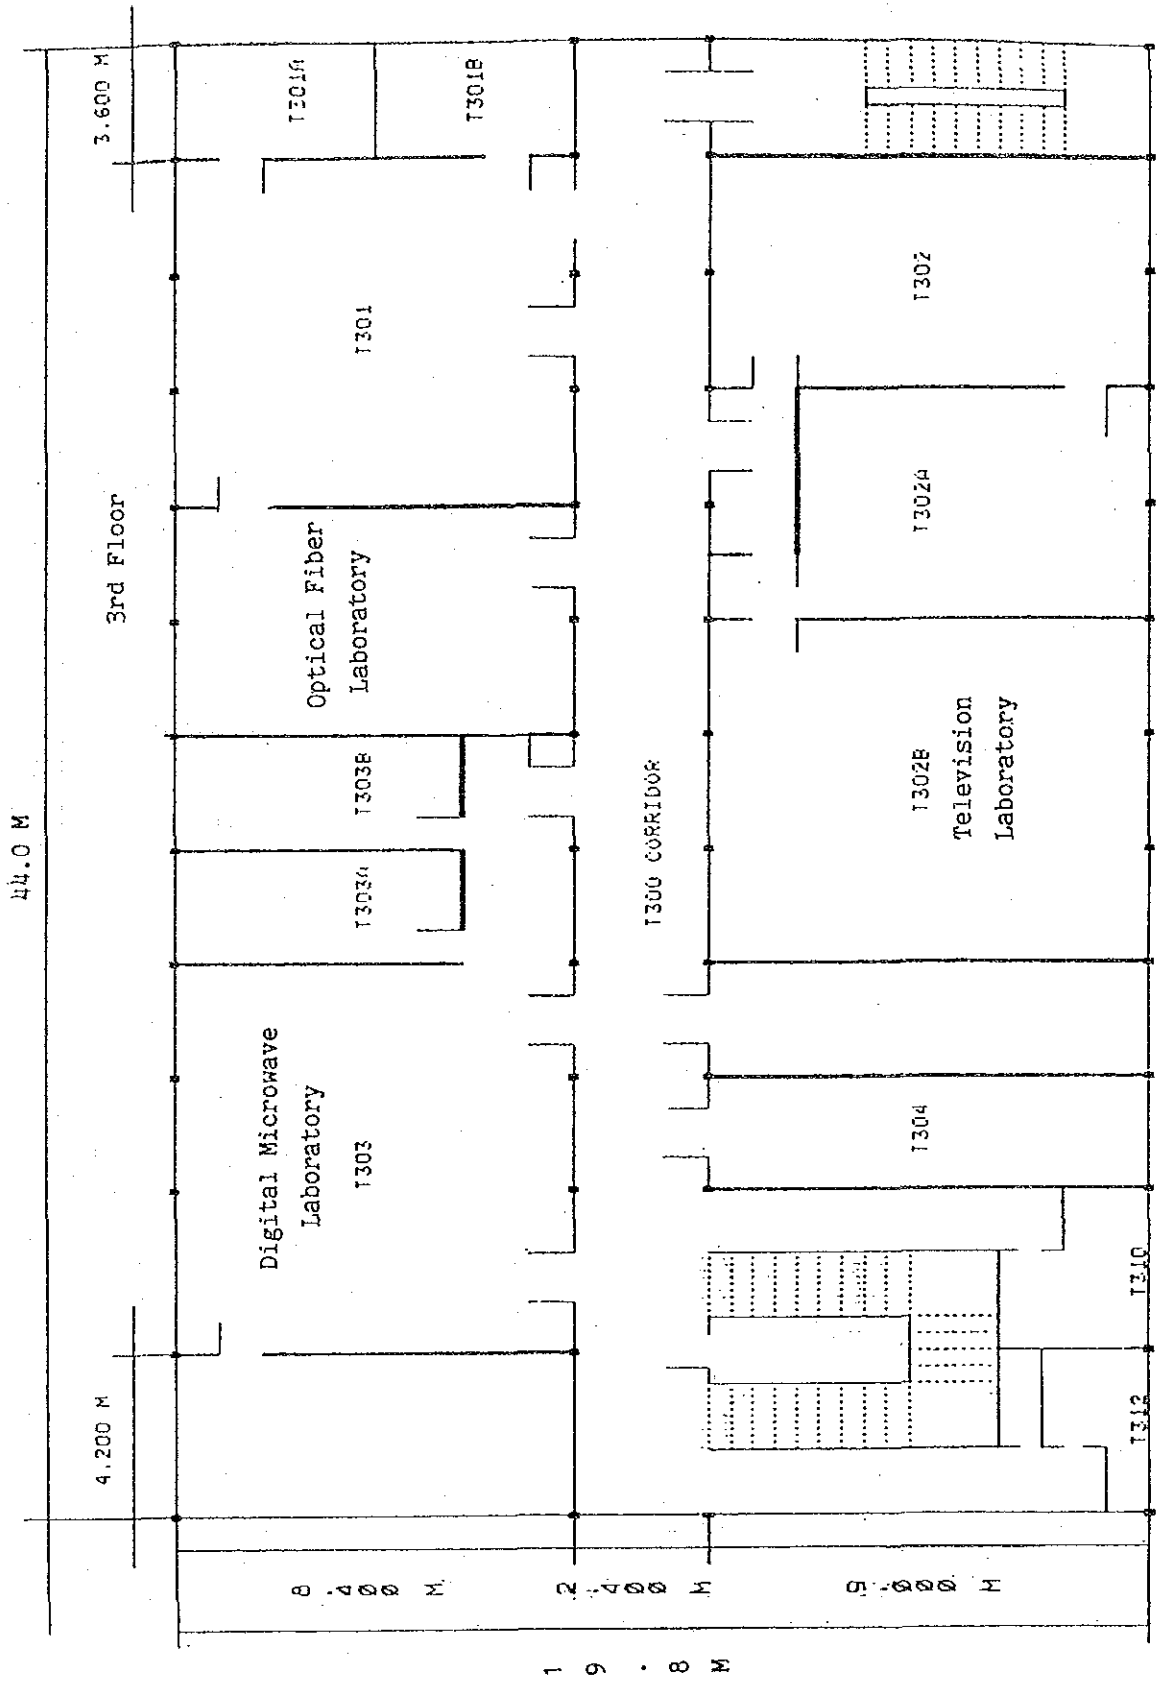 44.0 M
3rd Floor
4.200 M
3.600 M
Digital Microwave
Laboratory
T303
T303A
T303B
Optical Fiber
Laboratory
T301
T301A
T301B
T300 CORRIDOR
T304
T302B
Television
Laboratory
T302A
T302
T312
T310
8.400 M
2.400 M
9.000 M
19.8 M